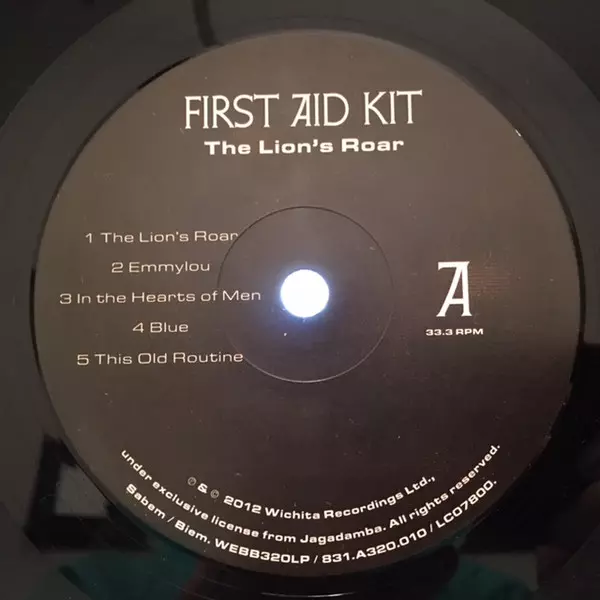 FIRST AID KIT
The Lion's Roar
1 The Lion's Roar
2 Emmylou
3 In the Hearts of Men
4 Blue
5 This Old Routine
A
33.3 RPM
℗ & © 2012 Wichita Recordings Ltd.,
under exclusive license from Jagadamba. All rights reserved.
Sabem / Biem. WEBB320LP / 831.A320.010 / LC07800.